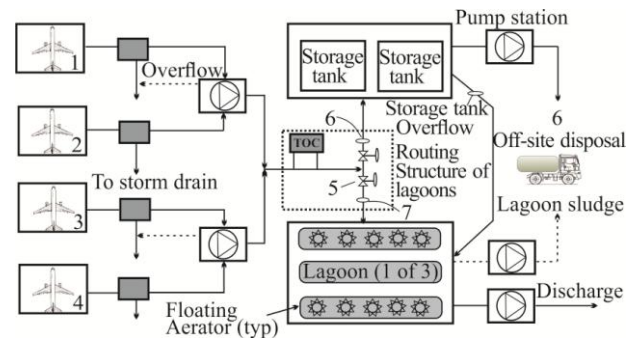 1
Overflow
2
To storm drain
3
4
Floating
Aerator (typ)
TOC
Storage
tank
Storage
tank
Pump station
Storage tank
Overflow
6
Routing
Structure of
lagoons
5
7
6
Off-site disposal
Lagoon sludge
Lagoon (1 of 3)
Discharge